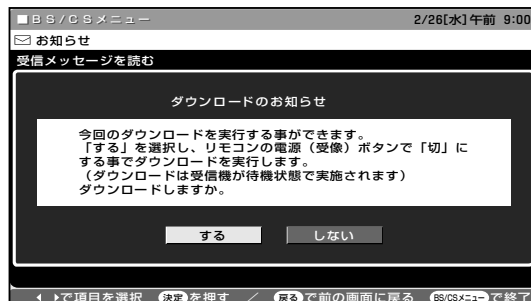 ■BS/CSメニュー 2/26[水]午前 9:00
お知らせ
受信メッセージを読む
ダウンロードのお知らせ
今回のダウンロードを実行する事ができます。
「する」を選択し、リモコンの電源（受像）ボタンで「切」に
する事でダウンロードを実行します。
（ダウンロードは受信機が待機状態で実施されます）
ダウンロードしますか。
する しない
で項目を選択 決定を押す ／ 戻るで前の画面に戻る BS/CSメニューで終了